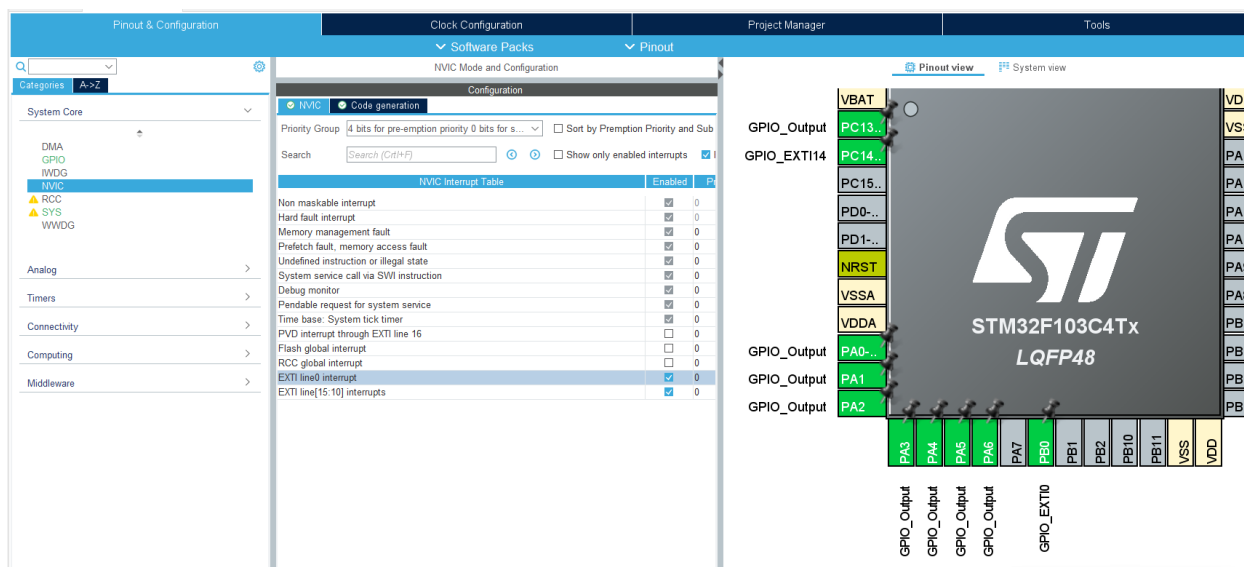 Pinout & Configuration
Clock Configuration
Project Manager
Tools
Software Packs
Pinout
Categories
A->Z
System Core
DMA
GPIO
IWDG
NVIC
RCC
SYS
WWDG
Analog
Timers
Connectivity
Computing
Middleware
NVIC Mode and Configuration
Configuration
NVIC
Code generation
Priority Group
4 bits for pre-emption priority 0 bits for s...
Sort by Premption Priority and Sub
Search
Search (Crtl+F)
Show only enabled interrupts
NVIC Interrupt Table Enabled
Non maskable interrupt 0
Hard fault interrupt 0
Memory management fault 0
Prefetch fault, memory access fault 0
Undefined instruction or illegal state 0
System service call via SWI instruction 0
Debug monitor 0
Pendable request for system service 0
Time base: System tick timer 0
PVD interrupt through EXTI line 16 0
Flash global interrupt 0
RCC global interrupt 0
EXTI line0 interrupt 0
EXTI line[15:10] interrupts 0
Pinout view
System view
VBAT
GPIO_Output PC13..
GPIO_EXTI14 PC14..
PC15..
PD0-..
PD1-..
NRST
VSSA
VDDA
GPIO_Output PA0-..
GPIO_Output PA1
GPIO_Output PA2
STM32F103C4Tx
LQFP48
PA3
PA4
PA5
PA6
PA7
PB0
PB1
PB2
PB10
PB11
VSS
VDD
GPIO_Output
GPIO_Output
GPIO_Output
GPIO_Output
GPIO_EXTI0